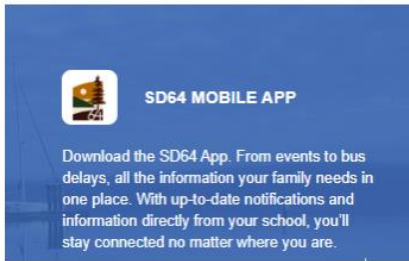 64
SD64 MOBILE APP
Download the SD64 App. From events to bus
delays, all the information your family needs in
one place. With up-to-date notifications and
information directly from your school, you'll
stay connected no matter where you are.